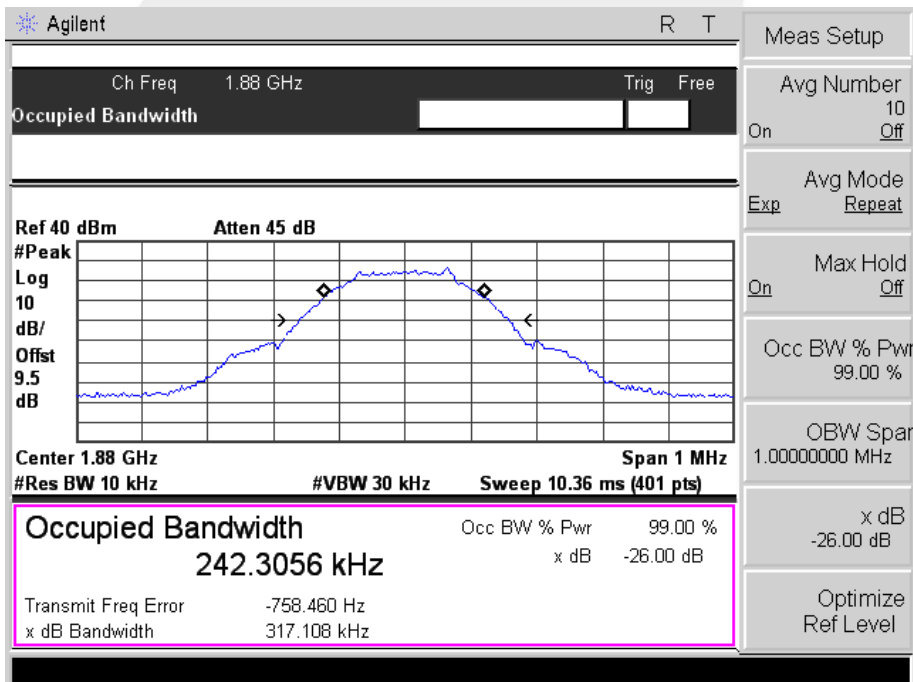 Agilent R T
Ch Freq 1.88 GHz Trig Free
Occupied Bandwidth
Ref 40 dBm Atten 45 dB
#Peak
Log
10
dB/
Offst
9.5
dB
Center 1.88 GHz Span 1 MHz
#Res BW 10 kHz #VBW 30 kHz Sweep 10.36 ms (401 pts)
Occupied Bandwidth Occ BW % Pwr 99.00 %
242.3056 kHz x dB -26.00 dB
Transmit Freq Error -758.460 Hz
x dB Bandwidth 317.108 kHz
Meas Setup
Avg Number
10
On Off
Avg Mode
Exp Repeat
Max Hold
On Off
Occ BW % Pwr
99.00 %
OBW Span
1.00000000 MHz
x dB
-26.00 dB
Optimize
Ref Level